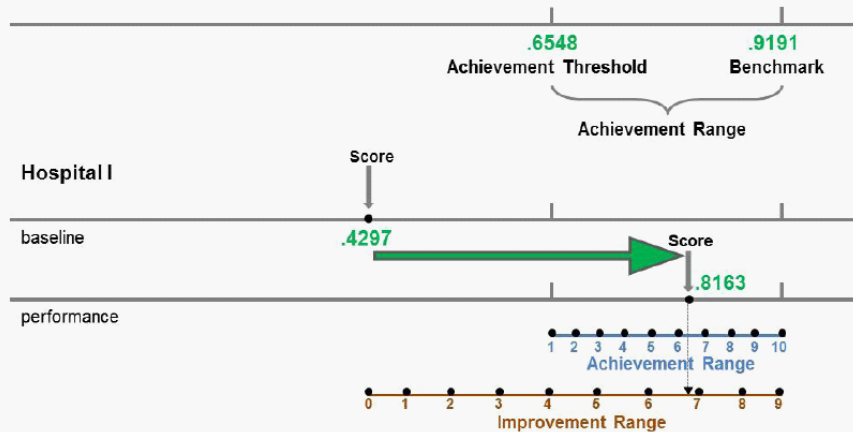 .6548 .9191
Achievement Threshold Benchmark
Achievement Range
Score
Hospital I
baseline
.4297
Score
.8163
performance
1 2 3 4 5 6 7 8 9 10
Achievement Range
0 1 2 3 4 5 6 7 8 9
Improvement Range